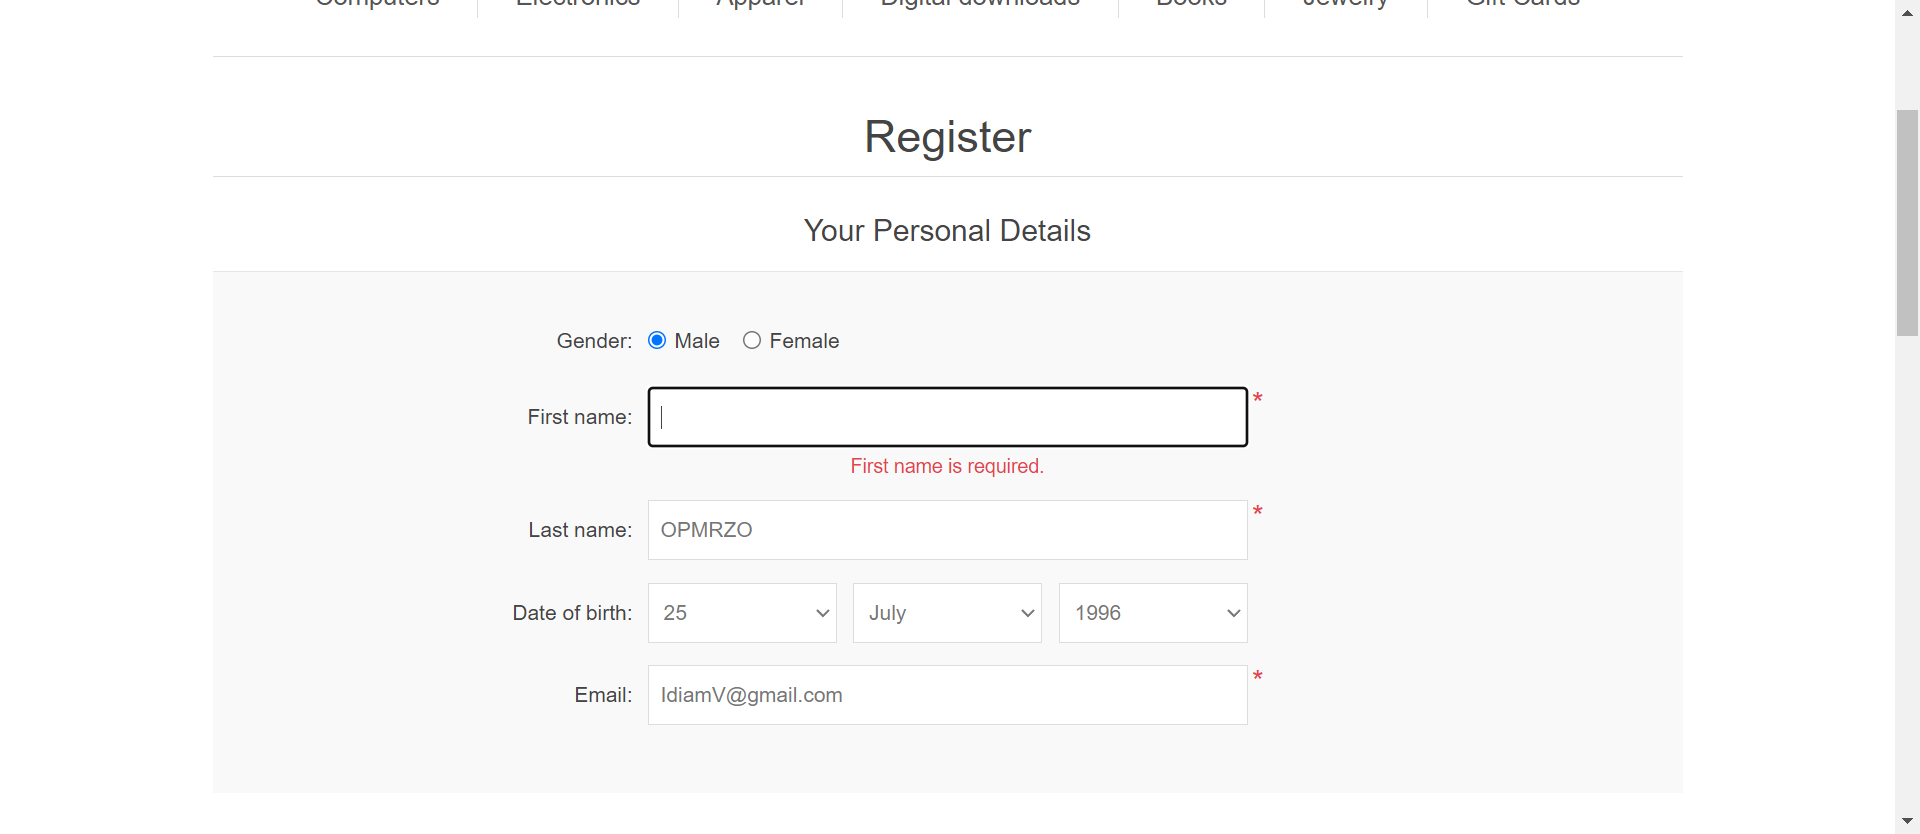 Computers Electronics Apparel Digital downloads Books Jewelry Gift Cards
Register
Your Personal Details
Gender: Male Female
First name: *
First name is required.
Last name: OPMRZO *
Date of birth: 25 July 1996
Email: IdiamV@gmail.com *